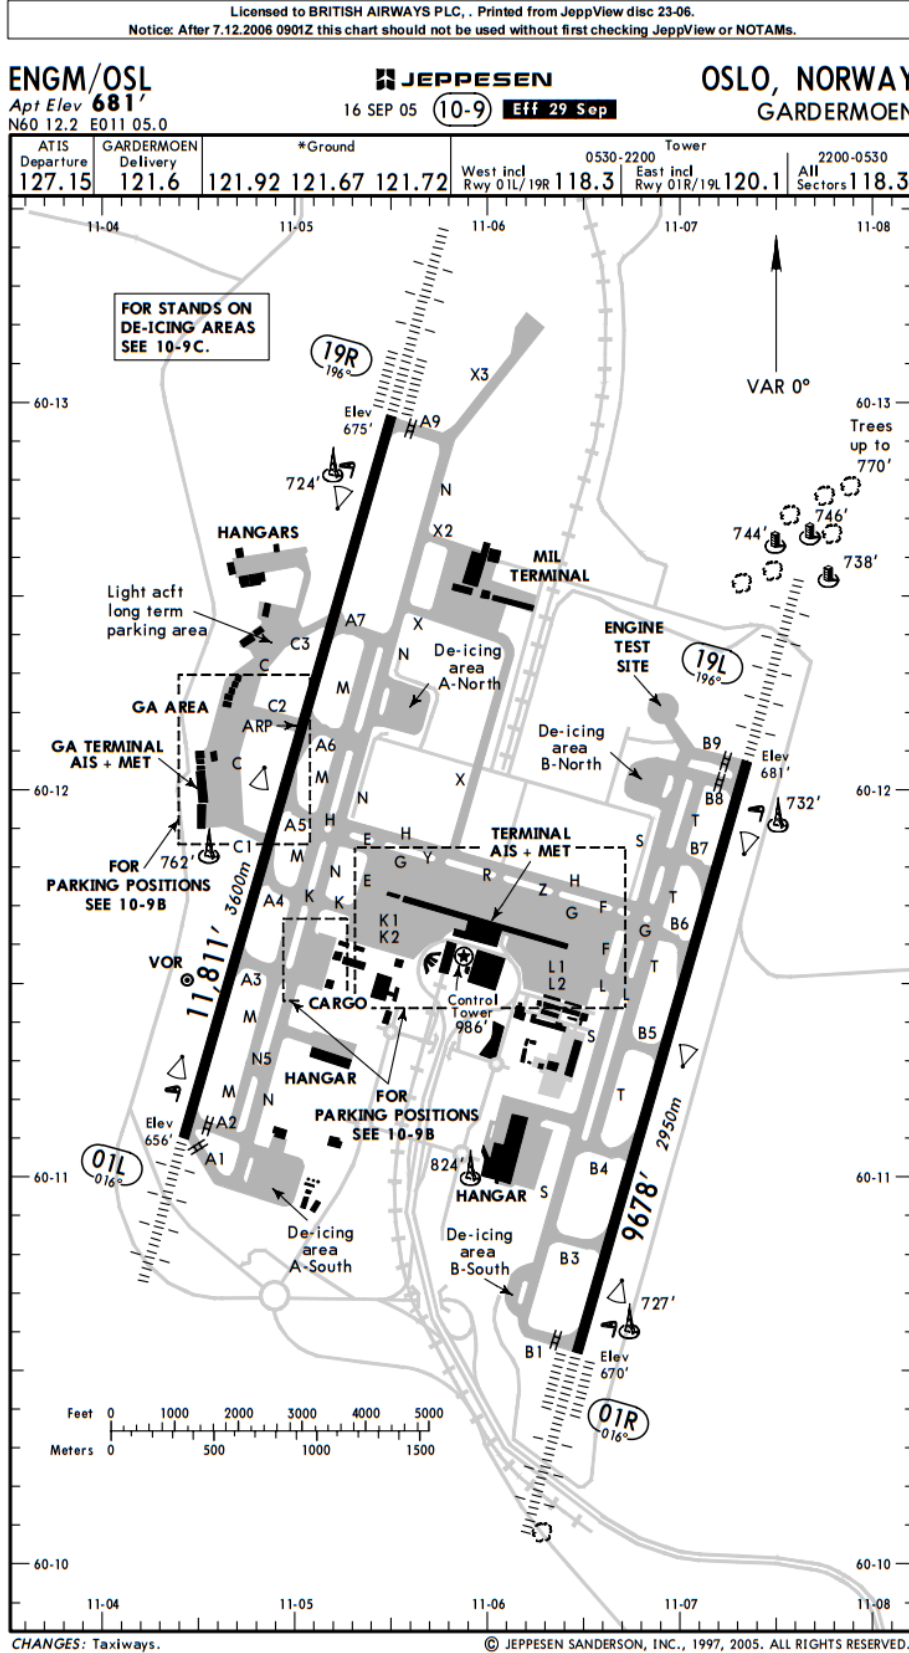 Licensed to BRITISH AIRWAYS PLC, . Printed from JeppView disc 23-06.
Notice: After 7.12.2006 0901Z this chart should not be used without first checking JeppView or NOTAMs.
ENGM/OSL
JEPPESEN
OSLO, NORWAY
Apt Elev 681'
16 SEP 05 10-9 Eff 29 Sep
GARDERMOEN
N60 12.2 E011 05.0
ATIS Departure 127.15
GARDERMOEN Delivery 121.6
*Ground
121.92 121.67 121.72
Tower
0530-2200
West incl Rwy 01L/19R 118.3
East incl Rwy 01R/19L 120.1
2200-0530
All Sectors 118.3
11-04 11-05 11-06 11-07 11-08
FOR STANDS ON
DE-ICING AREAS
SEE 10-9C.
19R
196°
X3
VAR 0°
60-13
60-13
Elev
675'
A9
Trees
up to
770'
724'
N
746'
744'
X2
HANGARS
MIL
TERMINAL
738'
Light acft
long term
parking area
A7
X
C3
ENGINE
TEST
SITE
De-icing
area
A-North
N
19L
196°
C
M
GA AREA
C2
ARP
De-icing
area
B-North
B9
GA TERMINAL
AIS + MET
A6
Elev
681'
C
M
X
60-12
60-12
N
B8
732'
A5
H
H
T
TERMINAL
AIS + MET
E
S
B7
C1
762'
M
G
Y
FOR
PARKING POSITIONS
SEE 10-9B
N
E
R
Z
H
T
3600m
A4
K
K
G
F
B6
K1
K2
G
11,811'
F
VOR
A3
L1
L2
T
L
L
CARGO
Control
Tower
986'
M
S
B5
N5
HANGAR
M
N
FOR
PARKING POSITIONS
SEE 10-9B
T
2950m
Elev
656'
A2
01L
016°
A1
60-11
60-11
824'
HANGAR
B4
S
9678'
De-icing
area
A-South
De-icing
area
B-South
B3
727'
B1
Elev
670'
01R
016°
Feet 0 1000 2000 3000 4000 5000
Meters 0 500 1000 1500
60-10
60-10
11-04 11-05 11-06 11-07 11-08
CHANGES: Taxiways.
© JEPPESEN SANDERSON, INC., 1997, 2005. ALL RIGHTS RESERVED.